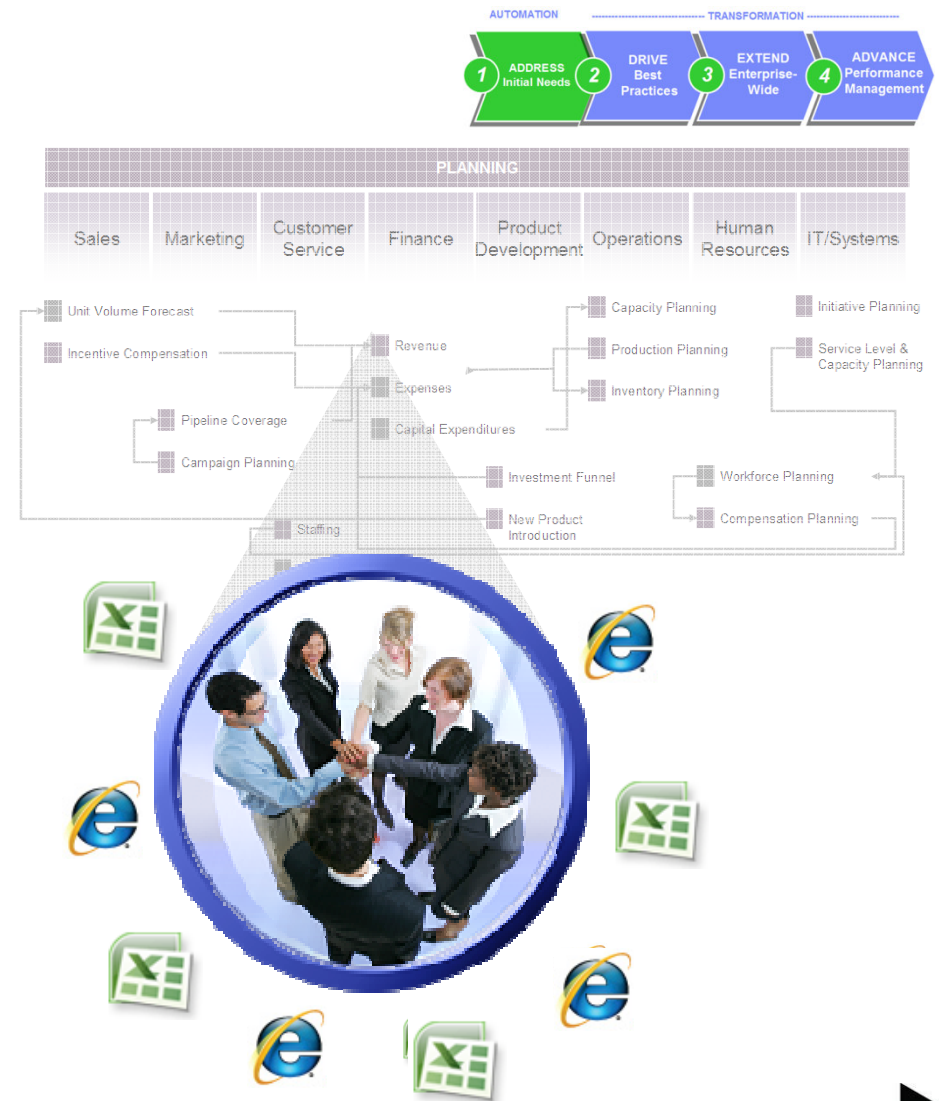 AUTOMATION
TRANSFORMATION
1
ADDRESS
Initial Needs
2
DRIVE
Best
Practices
3
EXTEND
Enterprise-
Wide
4
ADVANCE
Performance
Management
PLANNING
Sales
Marketing
Customer
Service
Finance
Product
Development
Operations
Human
Resources
IT/Systems
Unit Volume Forecast
Incentive Compensation
Pipeline Coverage
Campaign Planning
Staffing
Revenue
Expenses
Capital Expenditures
Investment Funnel
New Product
Introduction
Capacity Planning
Production Planning
Inventory Planning
Workforce Planning
Compensation Planning
Initiative Planning
Service Level &
Capacity Planning